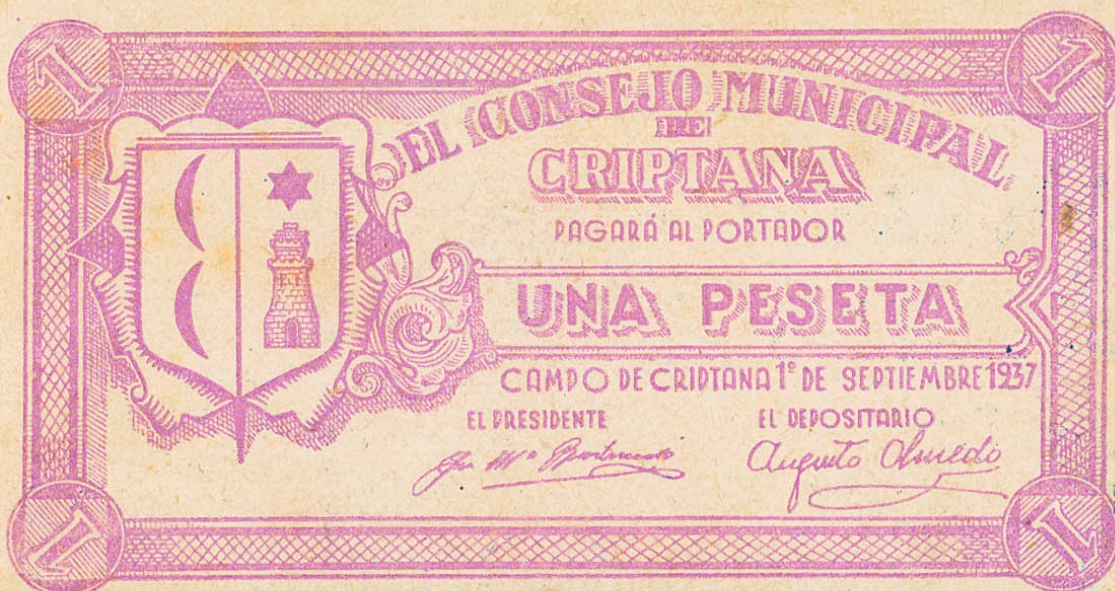 1 1
EL CONSEJO MUNICIPAL
DE
CRIPTANA
PAGARÁ AL PORTADOR
UNA PESETA
CAMPO DE CRIPTANA 1º DE SEPTIEMBRE 1937
EL PRESIDENTE EL DEPOSITARIO
Augusto Olmedo
1 1